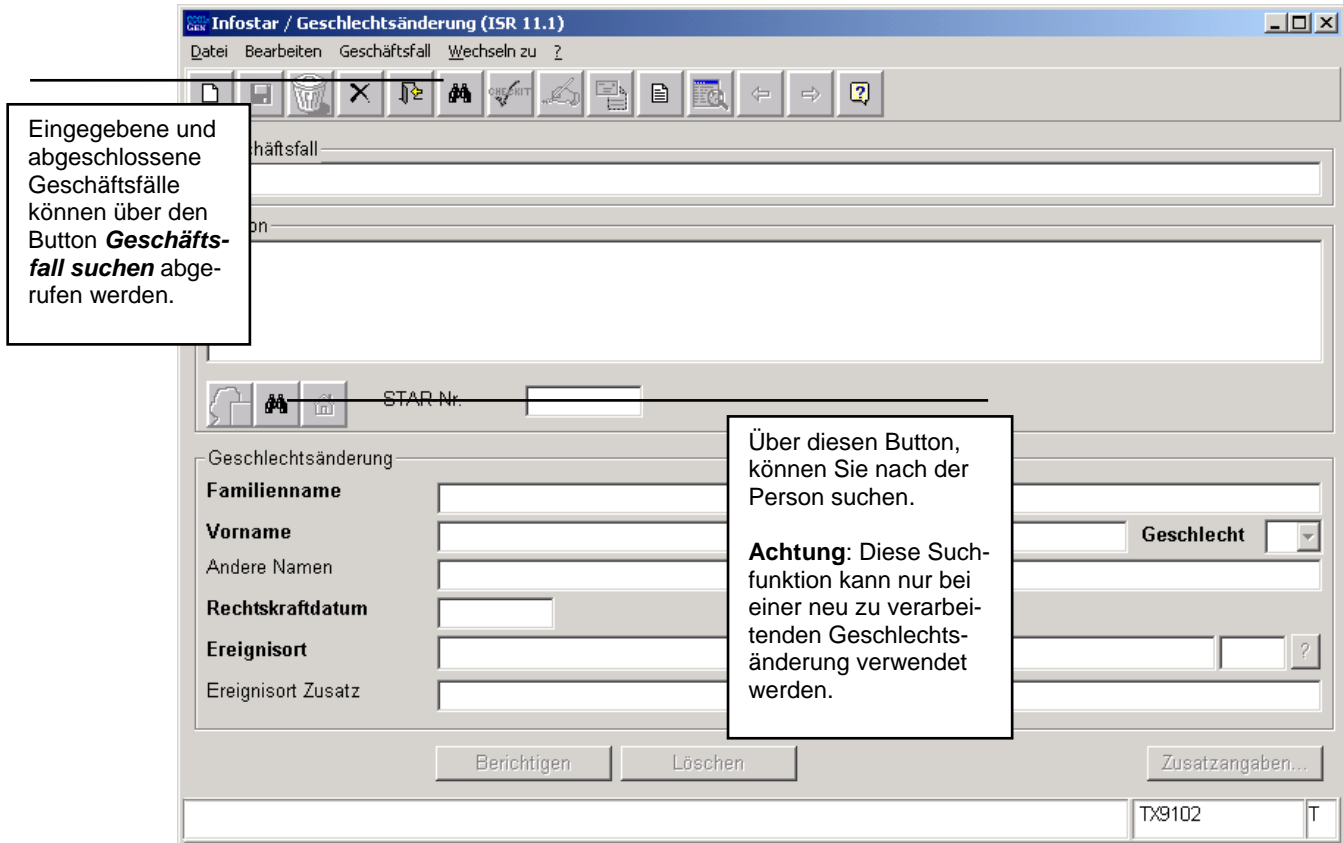 Infostar / Geschlechtsänderung (ISR 11.1)
Datei Bearbeiten Geschäftsfall Wechseln zu ?
CHECKIT
Eingegebene und
abgeschlossene
Geschäftsfälle
können über den
Button Geschäfts-
fall suchen abge-
rufen werden.
häftsfall
on
STAR Nr.
Über diesen Button,
können Sie nach der
Person suchen.
Achtung: Diese Such-
funktion kann nur bei
einer neu zu verarbei-
tenden Geschlechts-
änderung verwendet
werden.
Geschlechtsänderung
Familienname
Vorname
Geschlecht
Andere Namen
Rechtskraftdatum
Ereignisort
?
Ereignisort Zusatz
Berichtigen Löschen Zusatzangaben...
TX9102 T